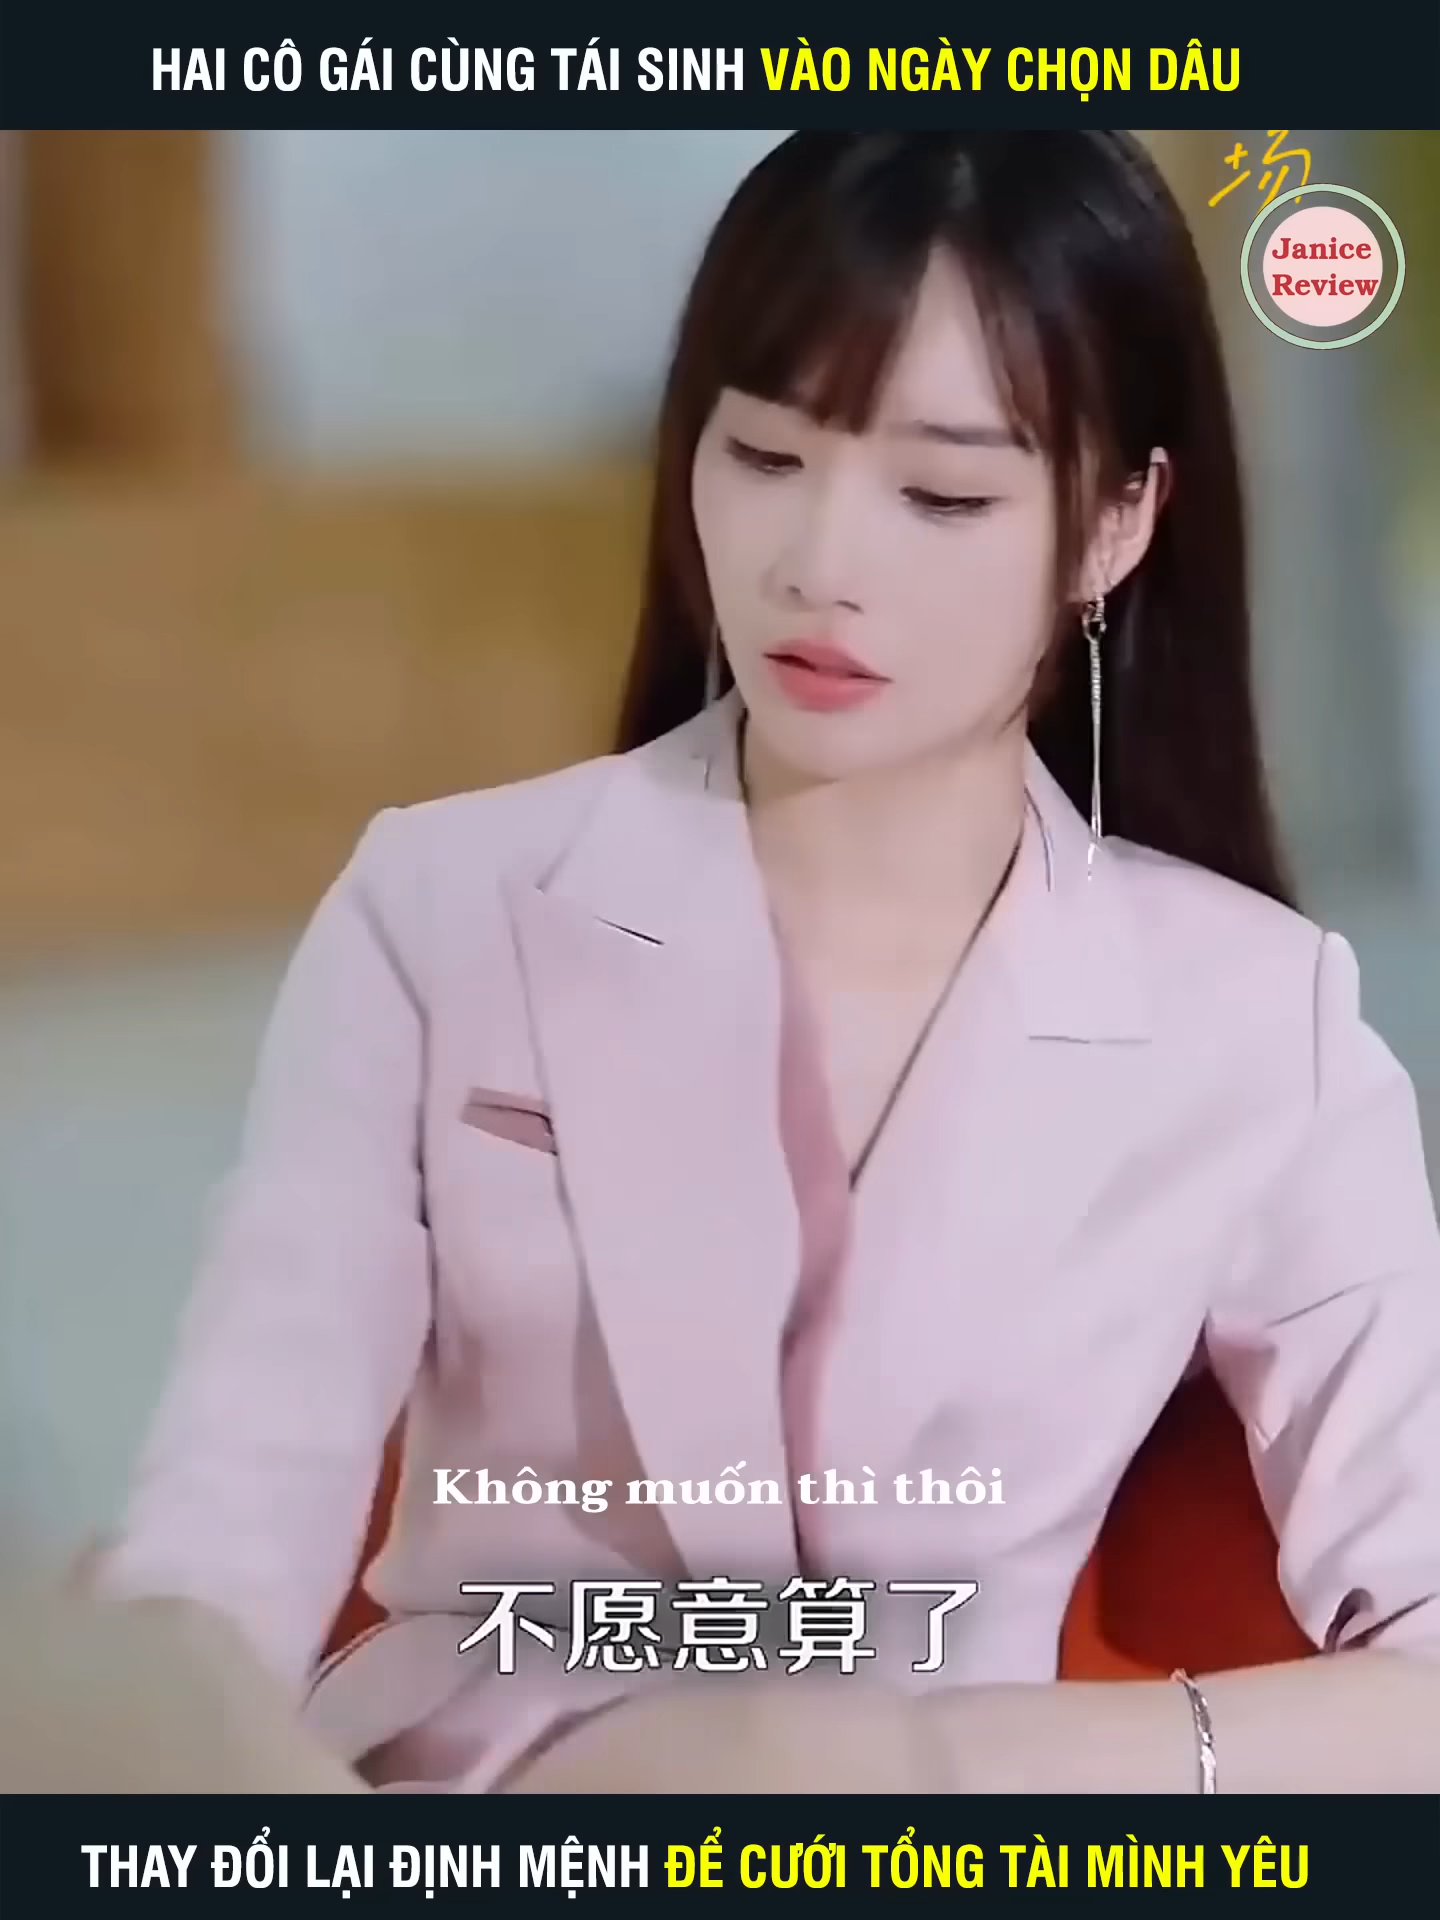 HAI CÔ GÁI CÙNG TÁI SINH VÀO NGÀY CHỌN DÂU
场
Janice
Review
Không muốn thì thôi
不愿意算了
THAY ĐỔI LẠI ĐỊNH MỆNH ĐỂ CƯỚI TỔNG TÀI MÌNH YÊU